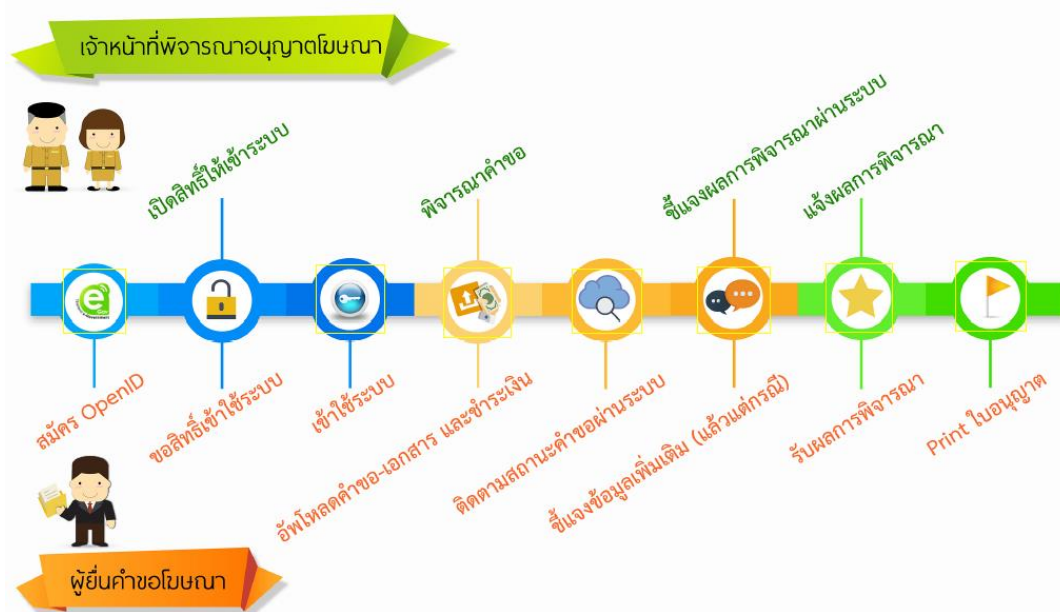 เจ้าหน้าที่พิจารณาอนุญาตโฆษณา
เปิดสิทธิ์ให้เข้าระบบ
พิจารณาคำขอ
ชี้แจงผลการพิจารณาผ่านระบบ
แจ้งผลการพิจารณา
สมัคร OpenID
ขอสิทธิ์เข้าใช้ระบบ
เข้าใช้ระบบ
อัพโหลดคำขอ-เอกสาร และชำระเงิน
ติดตามสถานะคำขอผ่านระบบ
ชี้แจงข้อมูลเพิ่มเติม (แล้วแต่กรณี)
รับผลการพิจารณา
Print ใบอนุญาต
ผู้ยื่นคำขอโฆษณา